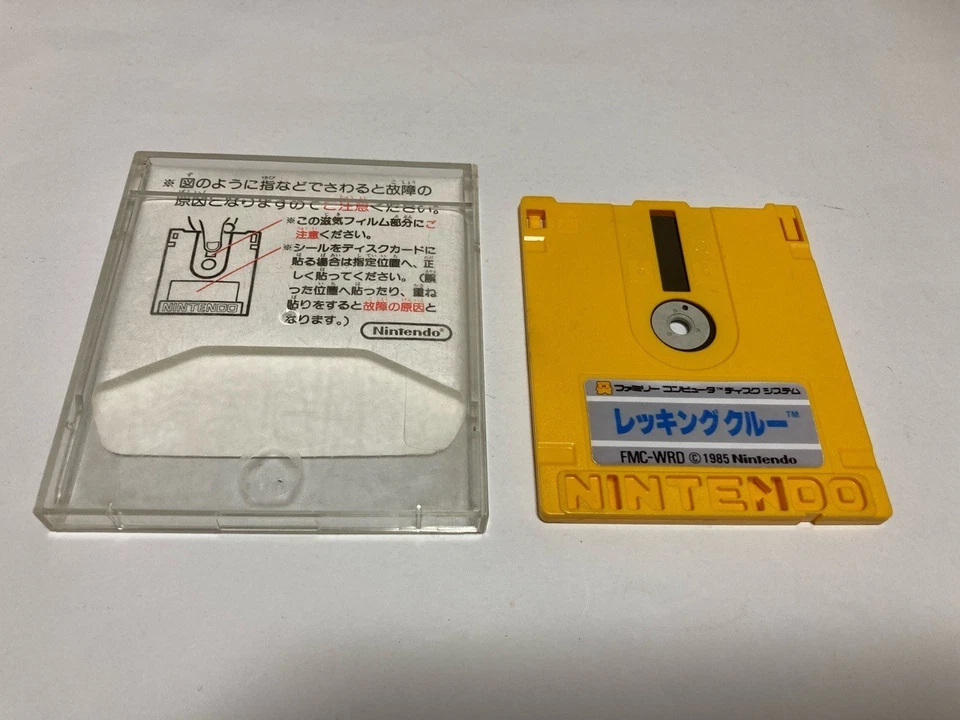 ※図のように指などでさわると故障の
原因となりますのでご注意ください。
※この磁気フィルム部分にご
注意ください。
※シールをディスクカードに
貼る場合は指定位置へ、正
しく貼ってください。(誤
った位置へ貼ったり、重ね
貼りをすると故障の原因と
なります。)
NINTENDO
Nintendo
ファミリー コンピュータ™ ディスク システム
レッキングクルー™
FMC-WRD ©1985 Nintendo
NINTENDO